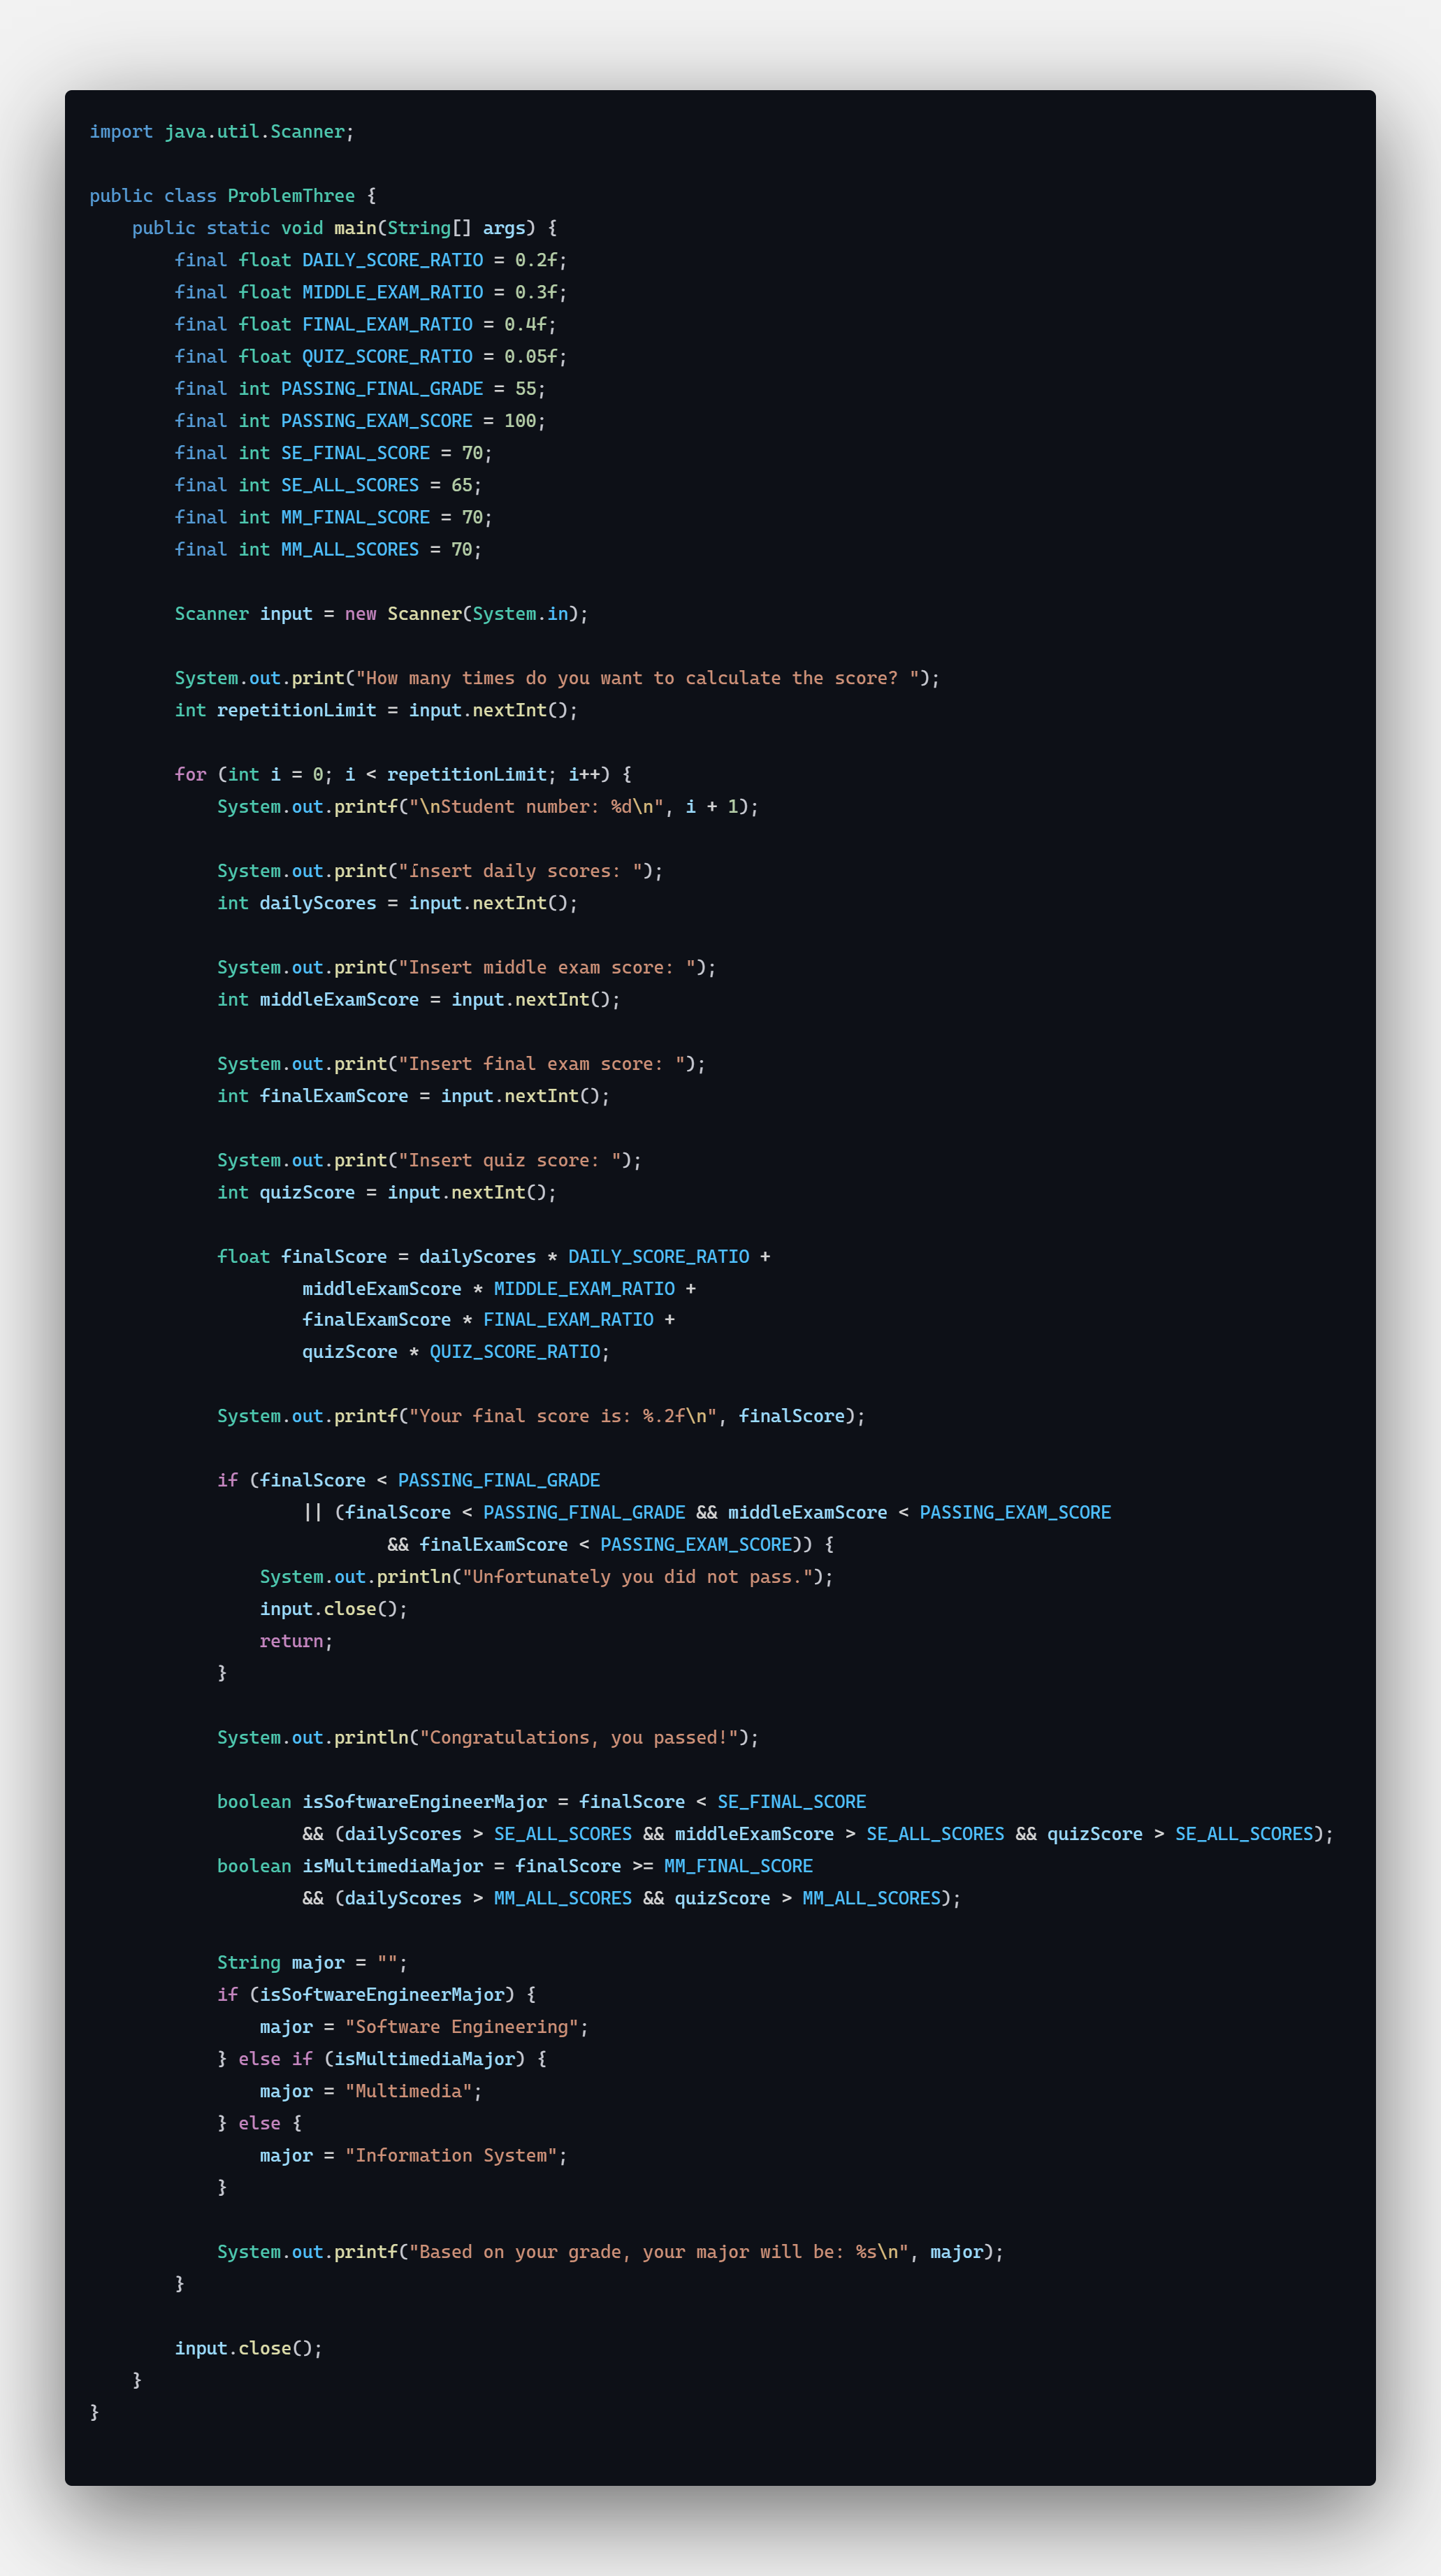 import java.util.Scanner;
public class ProblemThree {
public static void main(String[] args) {
final float DAILY_SCORE_RATIO = 0.2f;
final float MIDDLE_EXAM_RATIO = 0.3f;
final float FINAL_EXAM_RATIO = 0.4f;
final float QUIZ_SCORE_RATIO = 0.05f;
final int PASSING_FINAL_GRADE = 55;
final int PASSING_EXAM_SCORE = 100;
final int SE_FINAL_SCORE = 70;
final int SE_ALL_SCORES = 65;
final int MM_FINAL_SCORE = 70;
final int MM_ALL_SCORES = 70;
Scanner input = new Scanner(System.in);
System.out.print("How many times do you want to calculate the score? ");
int repetitionLimit = input.nextInt();
for (int i = 0; i < repetitionLimit; i++) {
System.out.printf("\nStudent number: %d\n", i + 1);
System.out.print("İnsert daily scores: ");
int dailyScores = input.nextInt();
System.out.print("Insert middle exam score: ");
int middleExamScore = input.nextInt();
System.out.print("Insert final exam score: ");
int finalExamScore = input.nextInt();
System.out.print("Insert quiz score: ");
int quizScore = input.nextInt();
float finalScore = dailyScores * DAILY_SCORE_RATIO +
middleExamScore * MIDDLE_EXAM_RATIO +
finalExamScore * FINAL_EXAM_RATIO +
quizScore * QUIZ_SCORE_RATIO;
System.out.printf("Your final score is: %.2f\n", finalScore);
if (finalScore < PASSING_FINAL_GRADE
|| (finalScore < PASSING_FINAL_GRADE && middleExamScore < PASSING_EXAM_SCORE
&& finalExamScore < PASSING_EXAM_SCORE)) {
System.out.println("Unfortunately you did not pass.");
input.close();
return;
}
System.out.println("Congratulations, you passed!");
boolean isSoftwareEngineerMajor = finalScore < SE_FINAL_SCORE
&& (dailyScores > SE_ALL_SCORES && middleExamScore > SE_ALL_SCORES && quizScore > SE_ALL_SCORES);
boolean isMultimediaMajor = finalScore >= MM_FINAL_SCORE
&& (dailyScores > MM_ALL_SCORES && quizScore > MM_ALL_SCORES);
String major = "";
if (isSoftwareEngineerMajor) {
major = "Software Engineering";
} else if (isMultimediaMajor) {
major = "Multimedia";
} else {
major = "Information System";
}
System.out.printf("Based on your grade, your major will be: %s\n", major);
}
input.close();
}
}